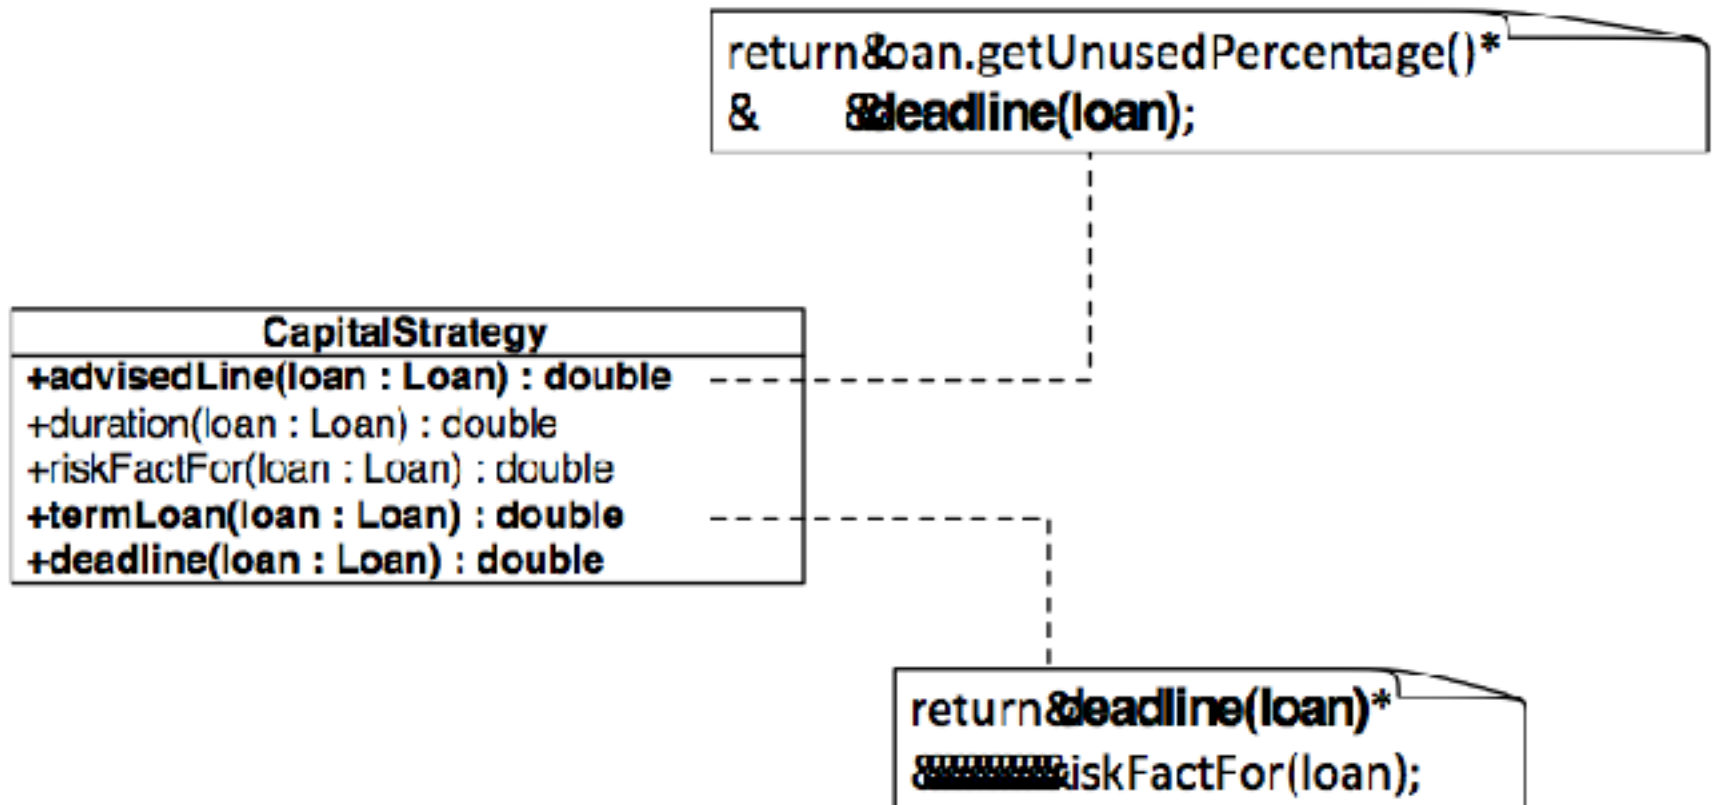 return&loan.getUnusedPercentage()*
& &&deadline(loan);
CapitalStrategy
+advisedLine(loan : Loan) : double
+duration(loan : Loan) : double
+riskFactFor(loan : Loan) : double
+termLoan(loan : Loan) : double
+deadline(loan : Loan) : double
return&deadline(loan)*
riskFactFor(loan);